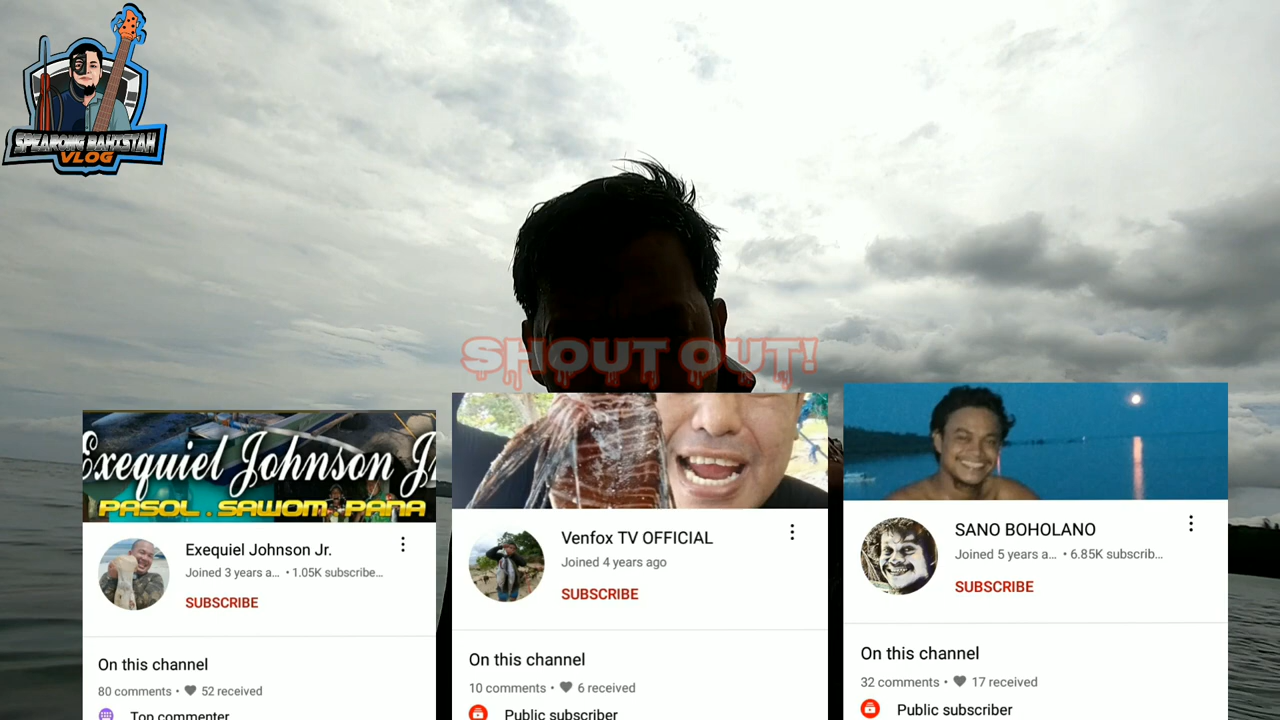 SPEARONG BAHISTAH
VLOG
SHOUT OUT!
Exequiel Johnson Jr
PASOL . SAWOM . PANA
Exequiel Johnson Jr.
Joined 3 years a... • 1.05K subscribe...
SUBSCRIBE
On this channel
80 comments • 52 received
Top commenter
Venfox TV OFFICIAL
Joined 4 years ago
SUBSCRIBE
On this channel
10 comments • 6 received
Public subscriber
SANO BOHOLANO
Joined 5 years a... • 6.85K subscrib...
SUBSCRIBE
On this channel
32 comments • 17 received
Public subscriber